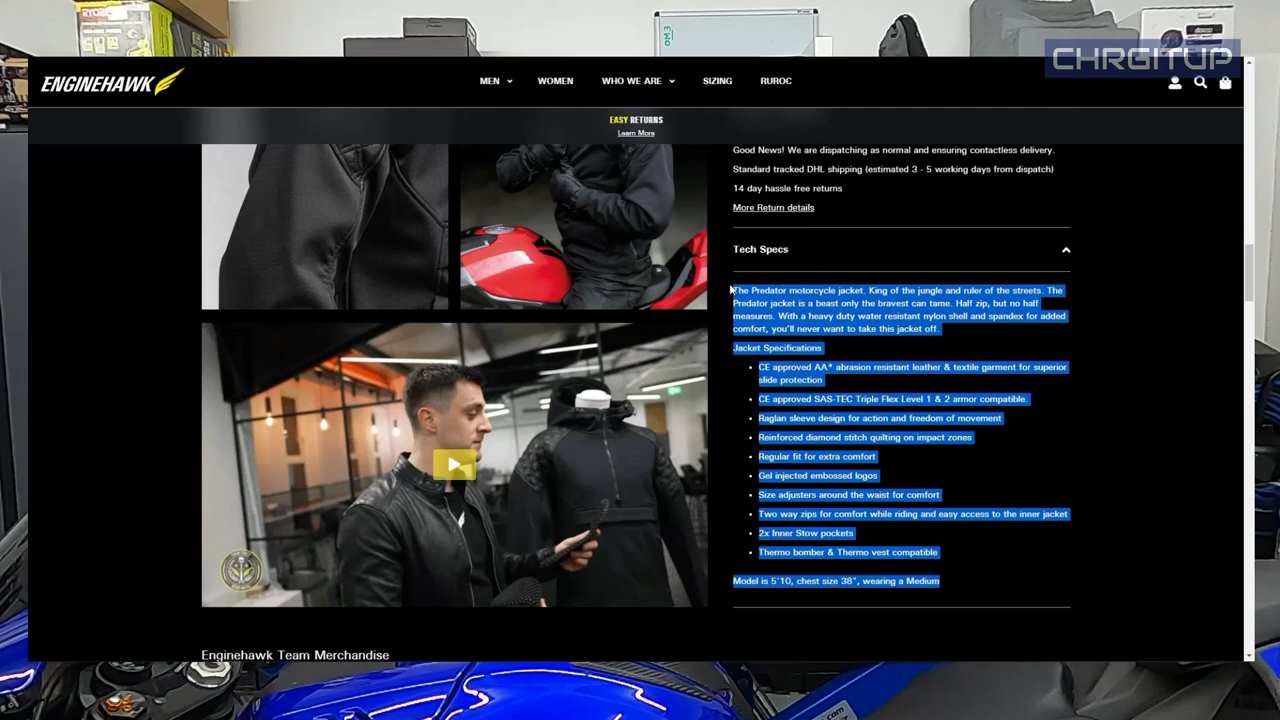 CHRGITUP
ENGINEHAWK
MEN
WOMEN
WHO WE ARE
SIZING
RUROC
EASY RETURNS
Learn More
Good News! We are dispatching as normal and ensuring contactless delivery.
Standard tracked DHL shipping (estimated 3 - 5 working days from dispatch)
14 day hassle free returns
More Return details
Tech Specs
The Predator motorcycle jacket. King of the jungle and ruler of the streets. The
Predator jacket is a beast only the bravest can tame. Half zip, but no half
measures. With a heavy duty water resistant nylon shell and spandex for added
comfort, you'll never want to take this jacket off.
Jacket Specifications
• CE approved AA* abrasion resistant leather & textile garment for superior
slide protection
• CE approved SAS-TEC Triple Flex Level 1 & 2 armor compatible.
• Raglan sleeve design for action and freedom of movement
• Reinforced diamond stitch quilting on impact zones
• Regular fit for extra comfort
• Gel injected embossed logos
• Size adjusters around the waist for comfort
• Two way zips for comfort while riding and easy access to the inner jacket
• 2x Inner Stow pockets
• Thermo bomber & Thermo vest compatible
Model is 5'10, chest size 38", wearing a Medium
Enginehawk Team Merchandise